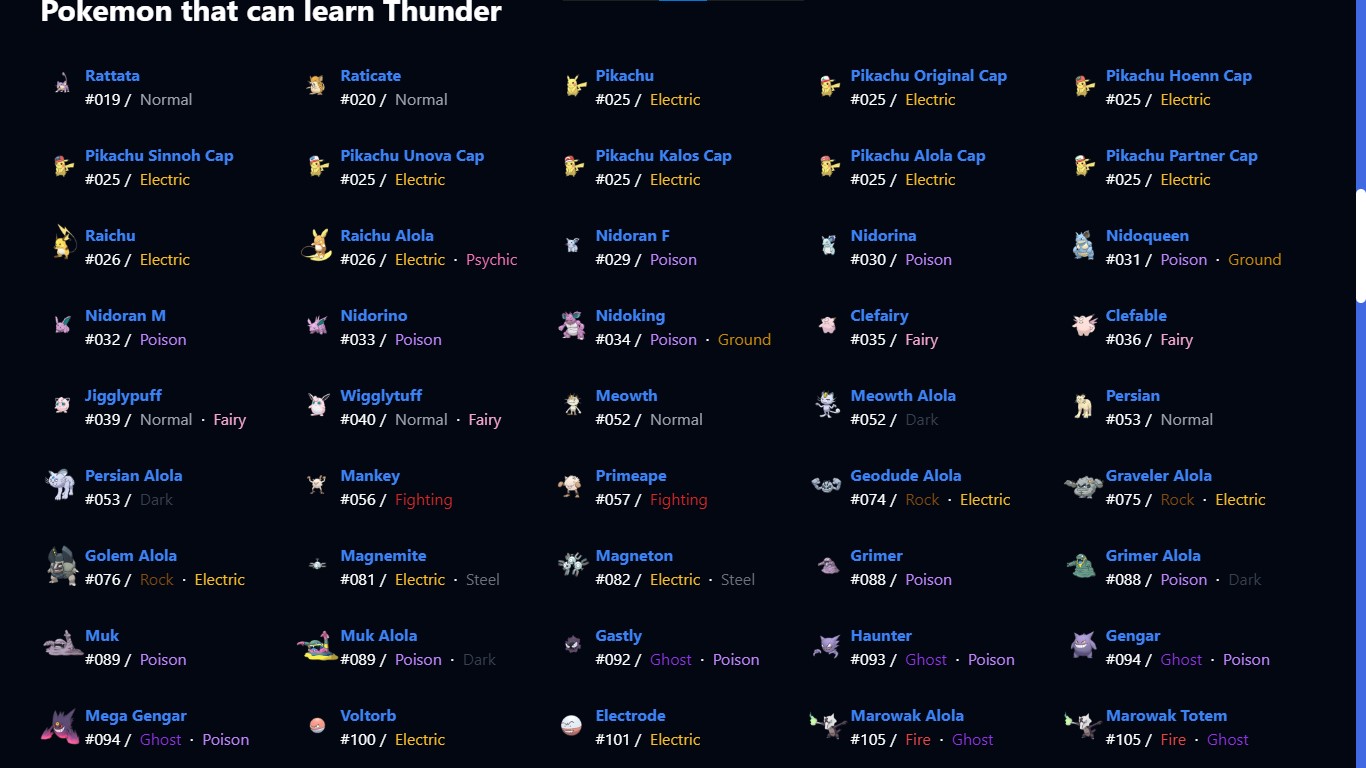 Pokemon that can learn Thunder
Rattata
#019 / Normal
Raticate
#020 / Normal
Pikachu
#025 / Electric
Pikachu Original Cap
#025 / Electric
Pikachu Hoenn Cap
#025 / Electric
Pikachu Sinnoh Cap
#025 / Electric
Pikachu Unova Cap
#025 / Electric
Pikachu Kalos Cap
#025 / Electric
Pikachu Alola Cap
#025 / Electric
Pikachu Partner Cap
#025 / Electric
Raichu
#026 / Electric
Raichu Alola
#026 / Electric · Psychic
Nidoran F
#029 / Poison
Nidorina
#030 / Poison
Nidoqueen
#031 / Poison · Ground
Nidoran M
#032 / Poison
Nidorino
#033 / Poison
Nidoking
#034 / Poison · Ground
Clefairy
#035 / Fairy
Clefable
#036 / Fairy
Jigglypuff
#039 / Normal · Fairy
Wigglytuff
#040 / Normal · Fairy
Meowth
#052 / Normal
Meowth Alola
#052 / Dark
Persian
#053 / Normal
Persian Alola
#053 / Dark
Mankey
#056 / Fighting
Primeape
#057 / Fighting
Geodude Alola
#074 / Rock · Electric
Graveler Alola
#075 / Rock · Electric
Golem Alola
#076 / Rock · Electric
Magnemite
#081 / Electric · Steel
Magneton
#082 / Electric · Steel
Grimer
#088 / Poison
Grimer Alola
#088 / Poison · Dark
Muk
#089 / Poison
Muk Alola
#089 / Poison · Dark
Gastly
#092 / Ghost · Poison
Haunter
#093 / Ghost · Poison
Gengar
#094 / Ghost · Poison
Mega Gengar
#094 / Ghost · Poison
Voltorb
#100 / Electric
Electrode
#101 / Electric
Marowak Alola
#105 / Fire · Ghost
Marowak Totem
#105 / Fire · Ghost